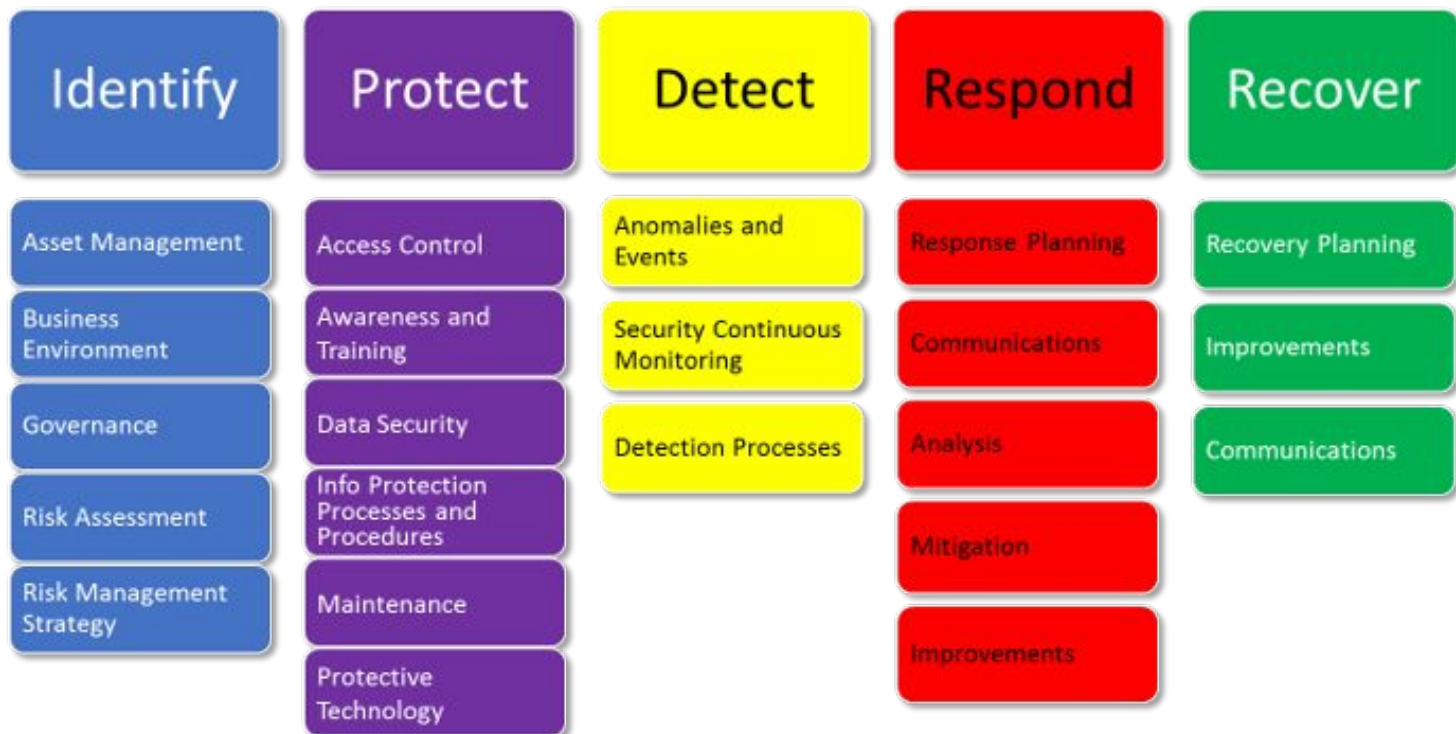 Identify
Protect
Detect
Respond
Recover
Asset Management
Business
Environment
Governance
Risk Assessment
Risk Management
Strategy
Access Control
Awareness and
Training
Data Security
Info Protection
Processes and
Procedures
Maintenance
Protective
Technology
Anomalies and
Events
Security Continuous
Monitoring
Detection Processes
Response Planning
Communications
Analysis
Mitigation
Improvements
Recovery Planning
Improvements
Communications